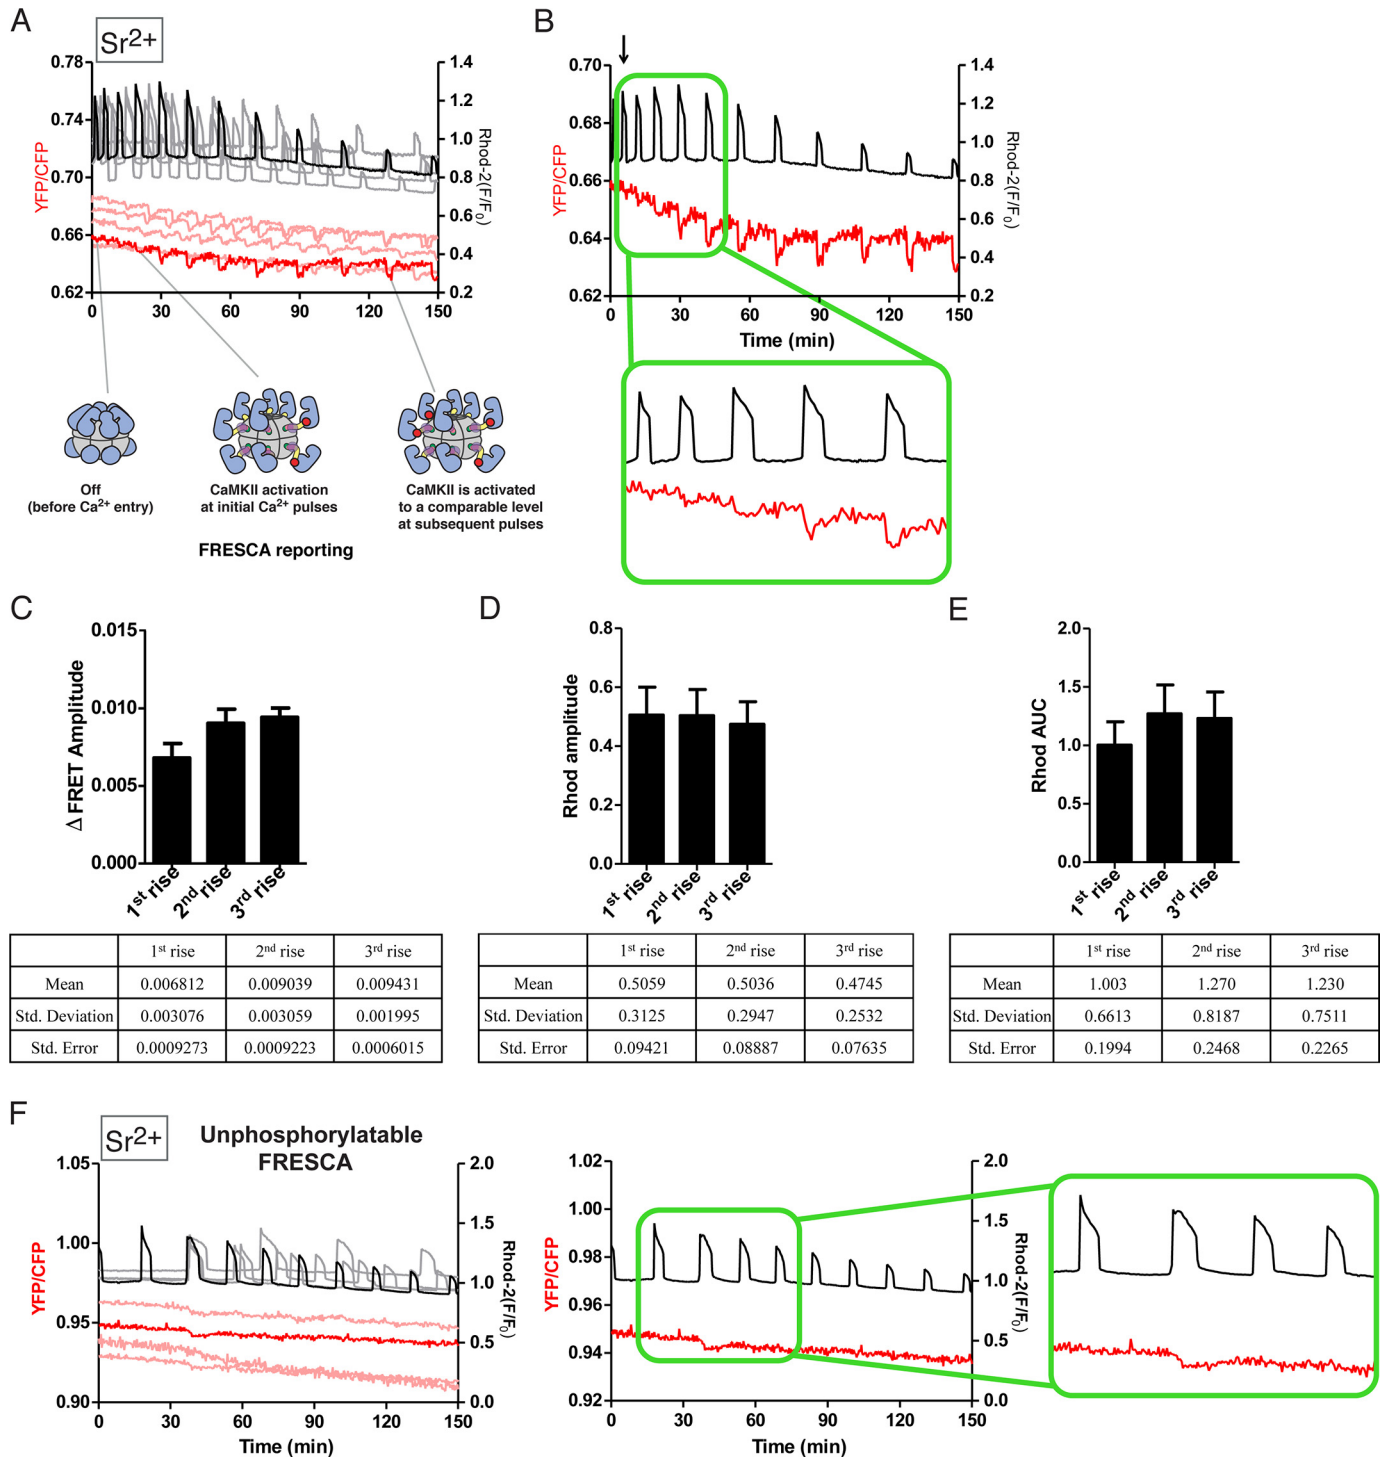 A
Sr2+
0.78
0.74
0.70
0.66
0.62
YFP/CFP
1.4
1.2
1.0
0.8
0.6
0.4
0.2
Rhod-2(F/F0)
0 30 60 90 120 150
Off
(before Ca2+ entry)
CaMKII activation
at initial Ca2+ pulses
CaMKII is activated
to a comparable level
at subsequent pulses
FRESCA reporting
B
0.70
0.68
0.66
0.64
0.62
YFP/CFP
1.4
1.2
1.0
0.8
0.6
0.4
0.2
Rhod-2(F/F0)
0 30 60 90 120 150
Time (min)
C
0.015
0.010
0.005
0.000
Δ FRET Amplitude
1st rise 2nd rise 3rd rise
1st rise 2nd rise 3rd rise
Mean 0.006812 0.009039 0.009431
Std. Deviation 0.003076 0.003059 0.001995
Std. Error 0.0009273 0.0009223 0.0006015
D
0.8
0.6
0.4
0.2
0.0
Rhod amplitude
1st rise 2nd rise 3rd rise
1st rise 2nd rise 3rd rise
Mean 0.5059 0.5036 0.4745
Std. Deviation 0.3125 0.2947 0.2532
Std. Error 0.09421 0.08887 0.07635
E
2.0
1.5
1.0
0.5
0.0
Rhod AUC
1st rise 2nd rise 3rd rise
1st rise 2nd rise 3rd rise
Mean 1.003 1.270 1.230
Std. Deviation 0.6613 0.8187 0.7511
Std. Error 0.1994 0.2468 0.2265
F
Sr2+
Unphosphorylatable
FRESCA
1.05
1.00
0.95
0.90
YFP/CFP
2.0
1.5
1.0
0.5
0.0
Rhod-2(F/F0)
0 30 60 90 120 150
Time (min)
1.02
1.00
0.98
0.96
0.94
0.92
YFP/CFP
2.0
1.5
1.0
0.5
0.0
Rhod-2(F/F0)
0 30 60 90 120 150
Time (min)